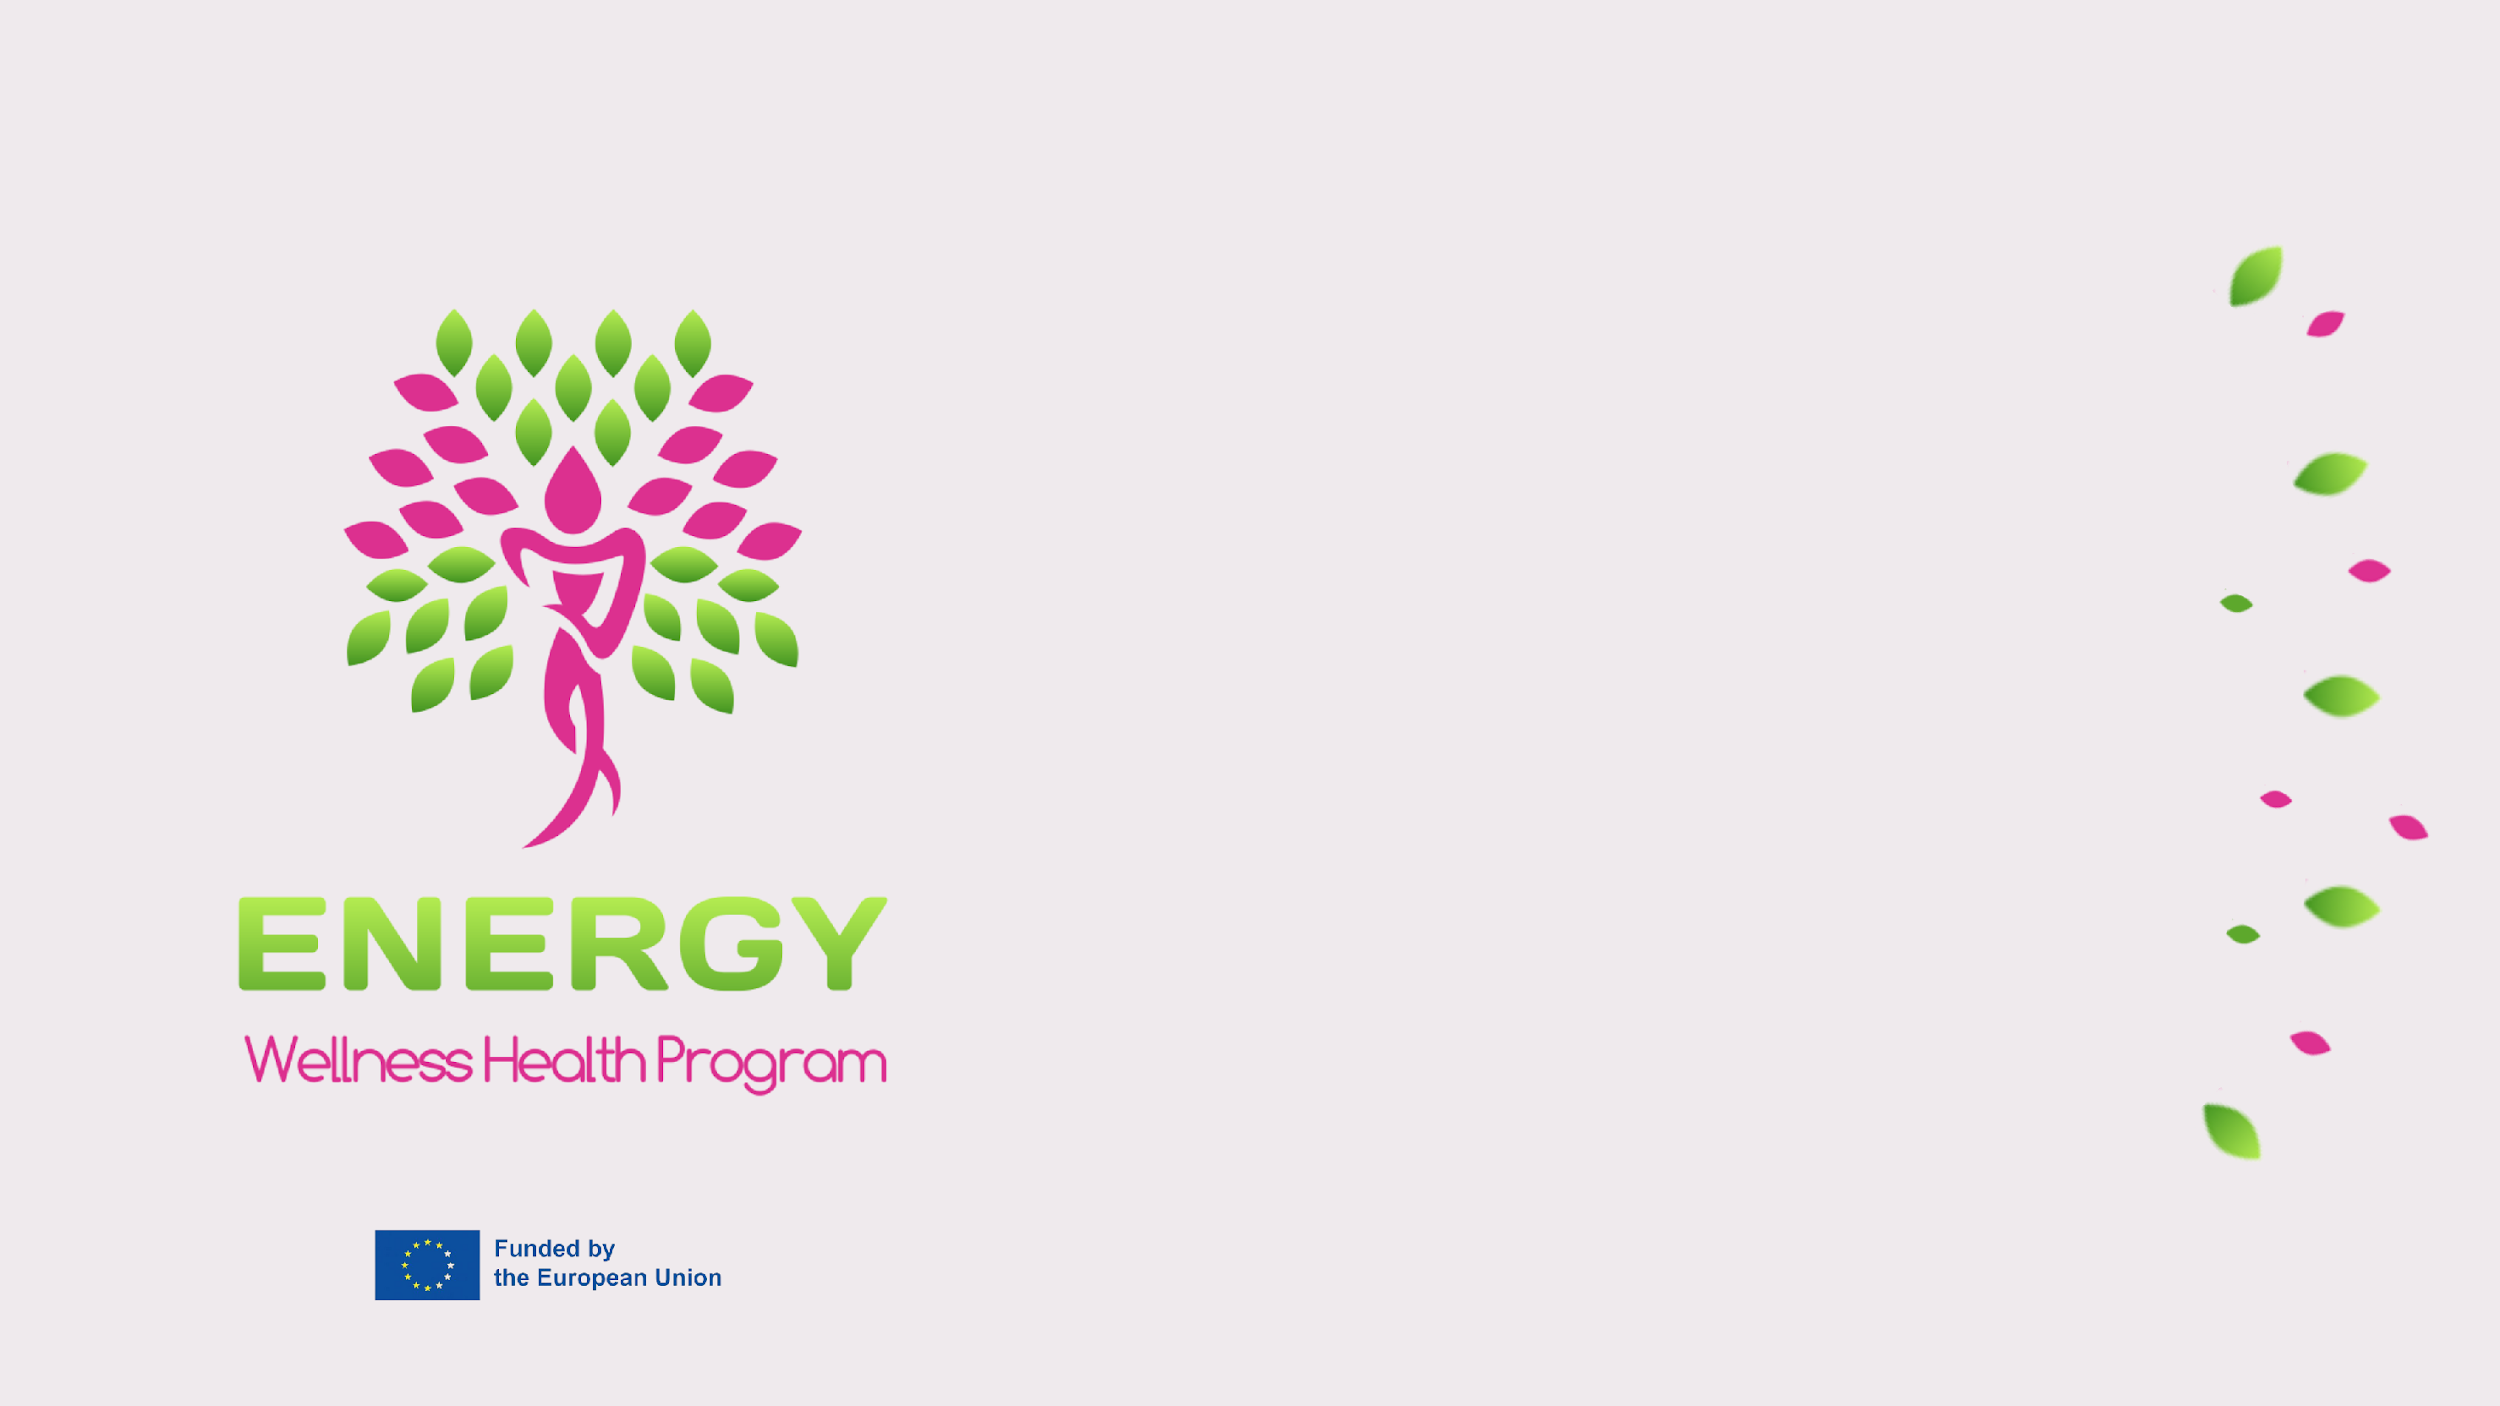 ENERGY
Wellness Health Program
Funded by
the European Union